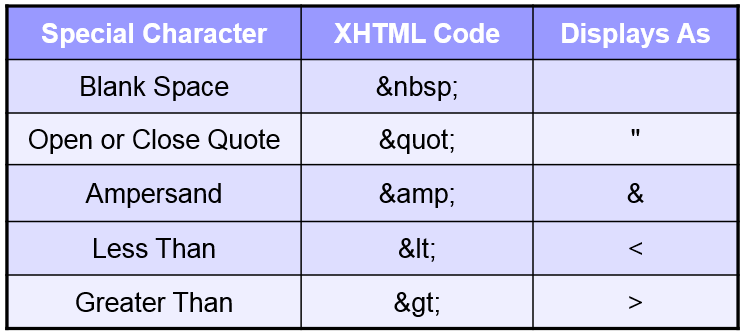 Special Character XHTML Code Displays As
Blank Space &nbsp;
Open or Close Quote &quot; "
Ampersand &amp; &
Less Than &lt; <
Greater Than &gt; >